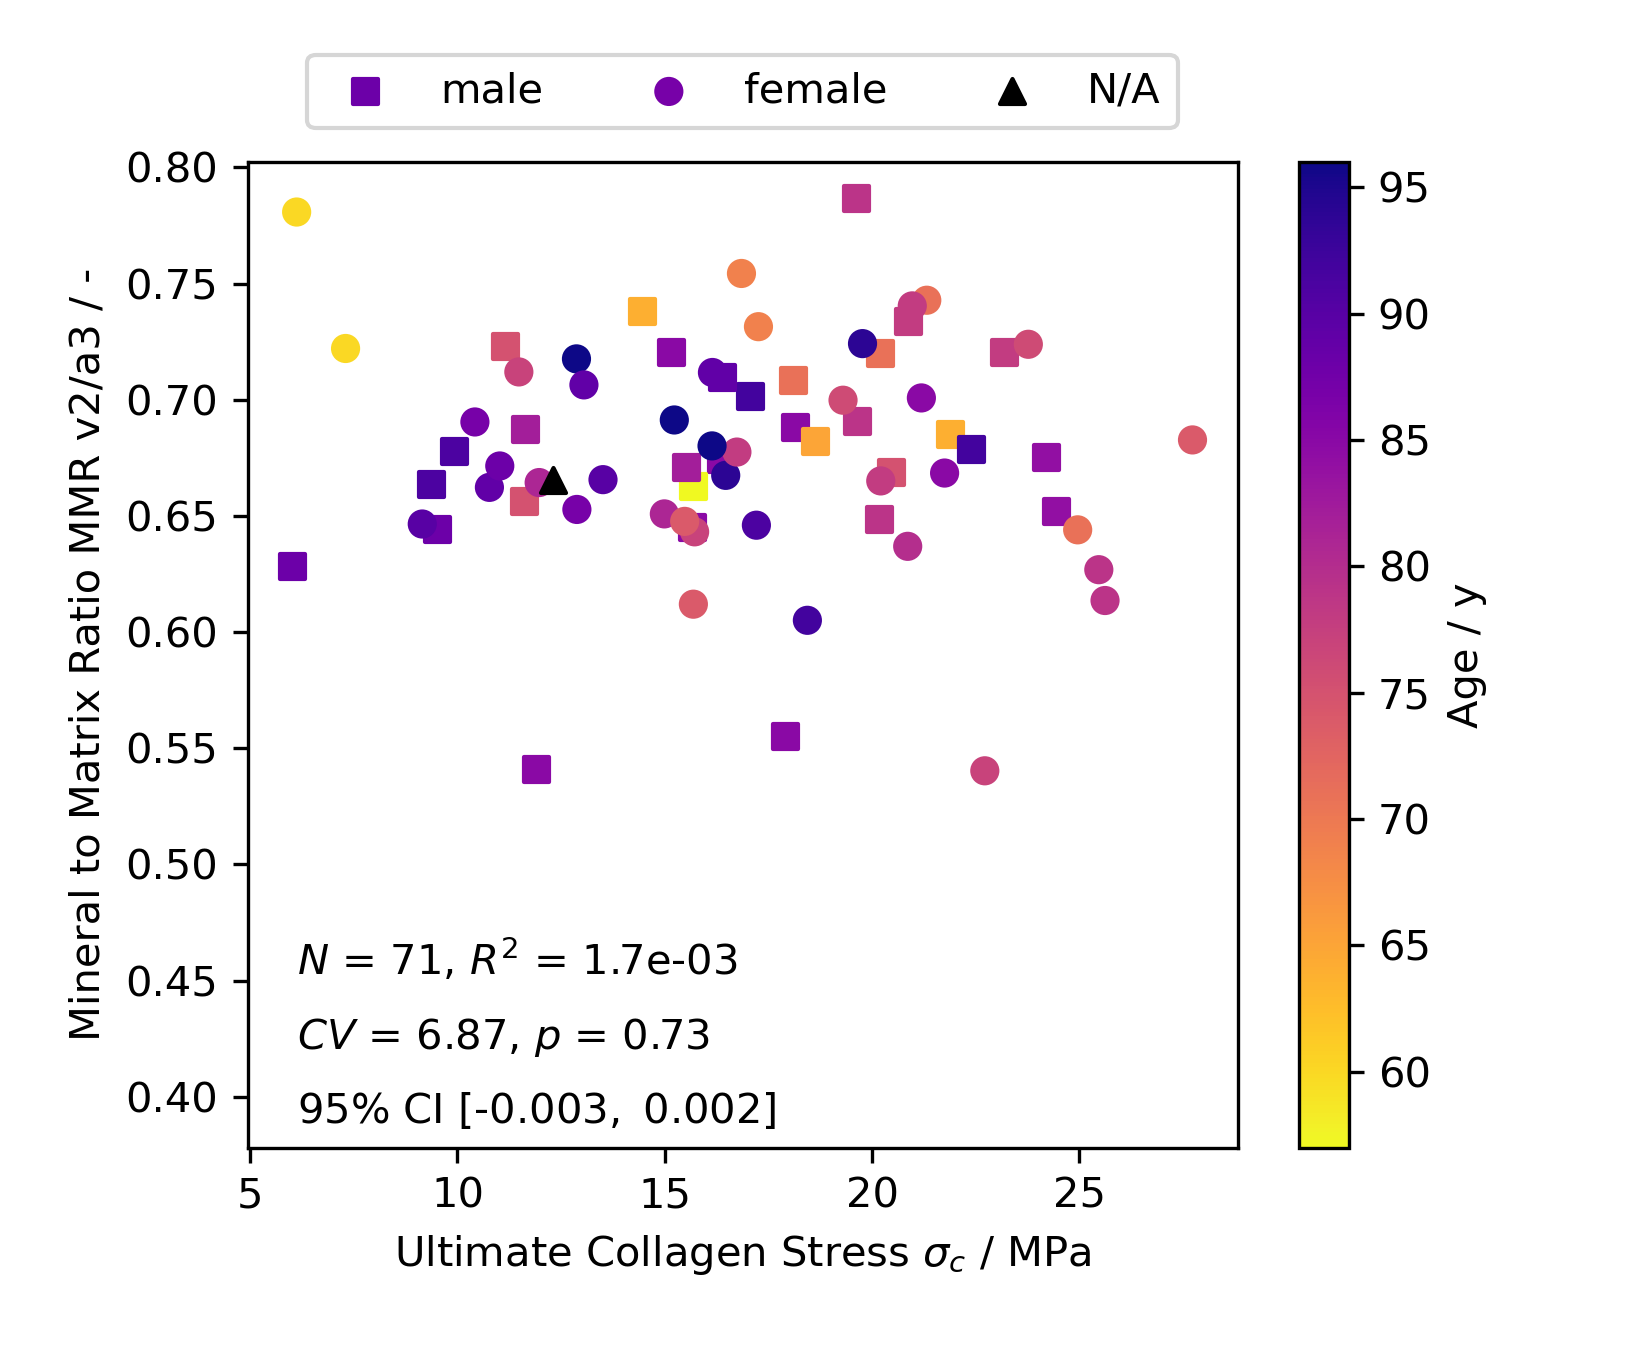 male female N/A
0.80
0.75
0.70
0.65
0.60
0.55
0.50
0.45
0.40
Mineral to Matrix Ratio MMR v2/a3 / -
N = 71, R² = 1.7e-03
CV = 6.87, p = 0.73
95% CI [-0.003, 0.002]
5 10 15 20 25
Ultimate Collagen Stress σc / MPa
95
90
85
80
75
70
65
60
Age / y